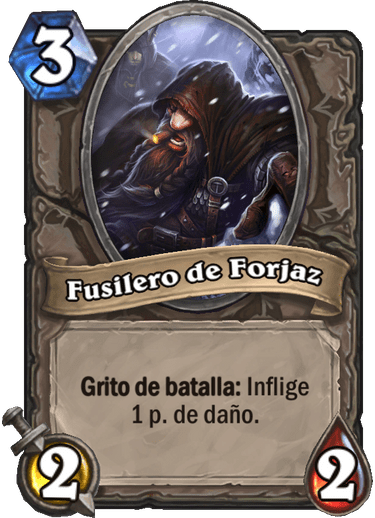 3
Fusilero de Forjaz
Grito de batalla: Inflige
1 p. de daño.
2
2